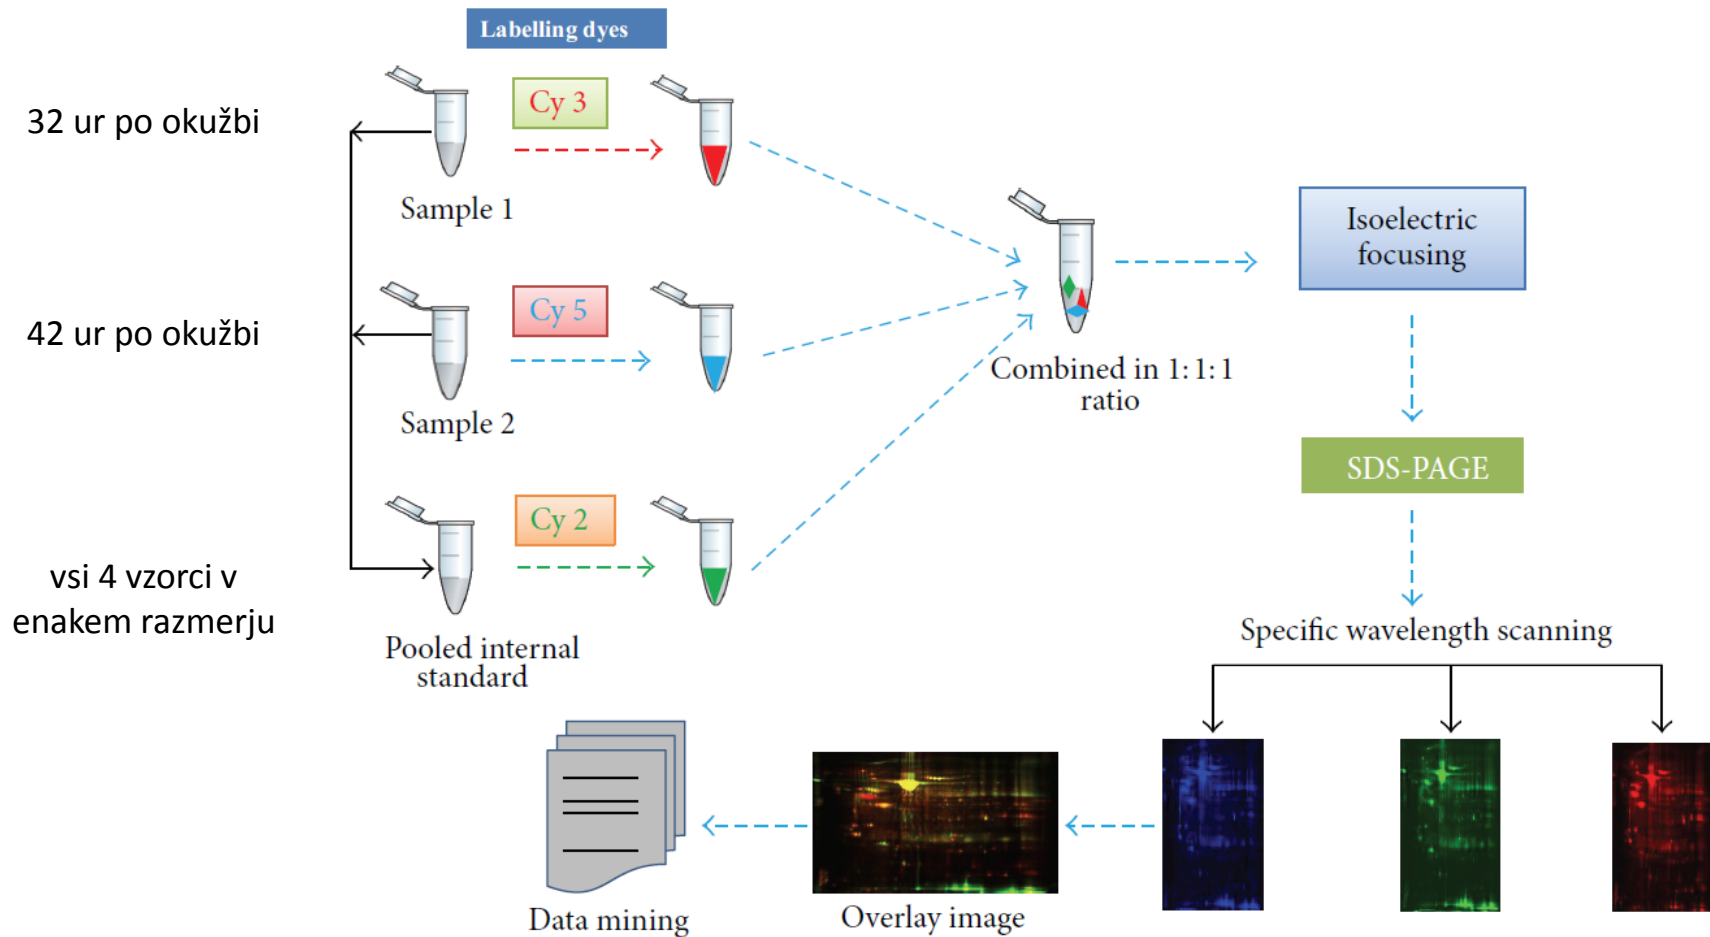 Labelling dyes
32 ur po okužbi
Cy 3
Sample 1
42 ur po okužbi
Cy 5
Sample 2
vsi 4 vzorci v
enakem razmerju
Cy 2
Pooled internal
standard
Combined in 1:1:1
ratio
Isoelectric
focusing
SDS-PAGE
Specific wavelength scanning
Overlay image
Data mining